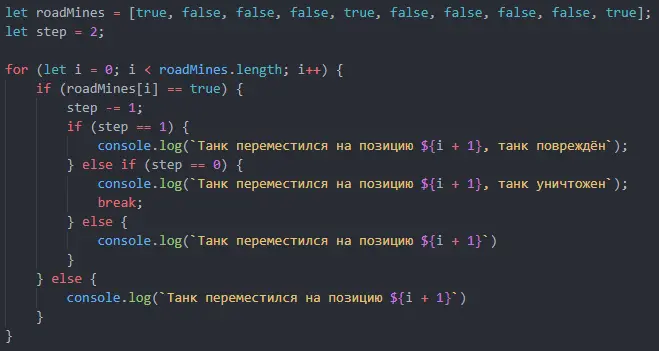 let roadMines = [true, false, false, false, true, false, false, false, false, true];
let step = 2;
for (let i = 0; i < roadMines.length; i++) {
    if (roadMines[i] == true) {
        step -= 1;
        if (step == 1) {
            console.log(`Танк переместился на позицию ${i + 1}, танк повреждён`);
        } else if (step == 0) {
            console.log(`Танк переместился на позицию ${i + 1}, танк уничтожен`);
            break;
        } else {
            console.log(`Танк переместился на позицию ${i + 1}`)
        }
    } else {
        console.log(`Танк переместился на позицию ${i + 1}`)
    }
}